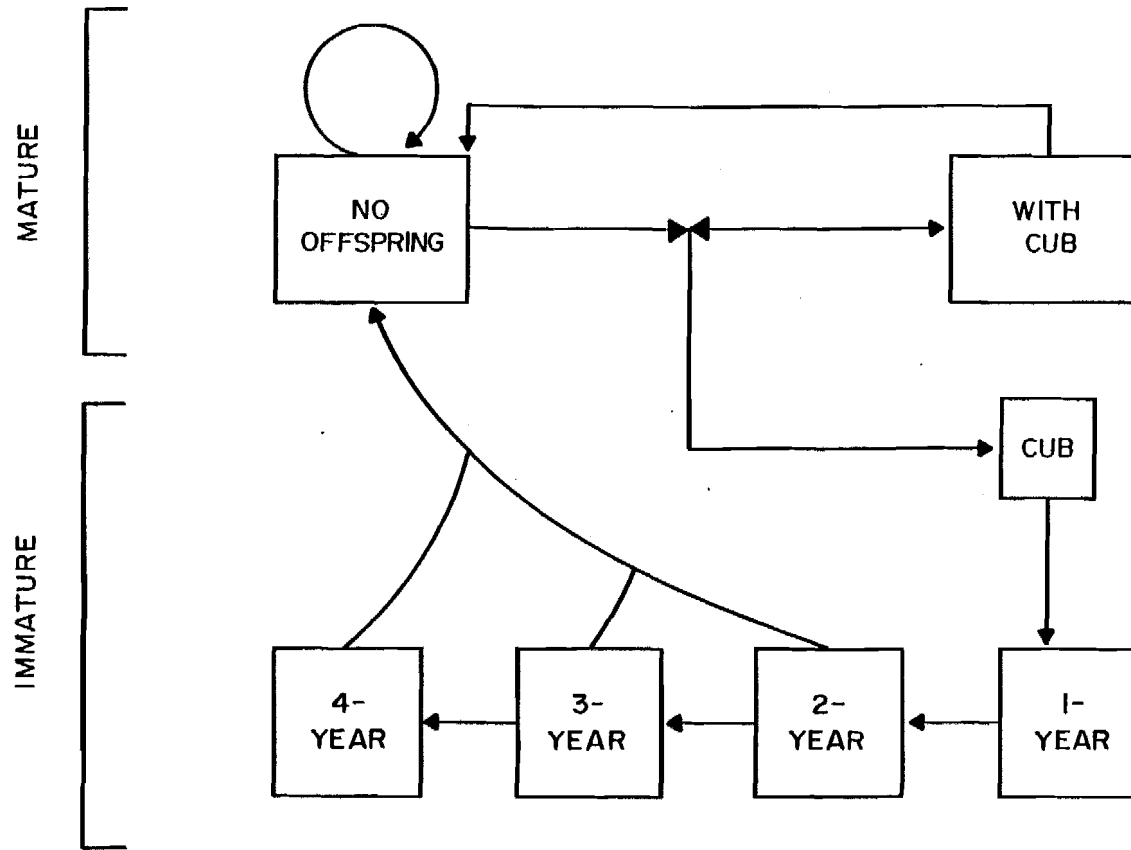 MATURE
NO
OFFSPRING
WITH
CUB
IMMATURE
CUB
4-
YEAR
3-
YEAR
2-
YEAR
1-
YEAR